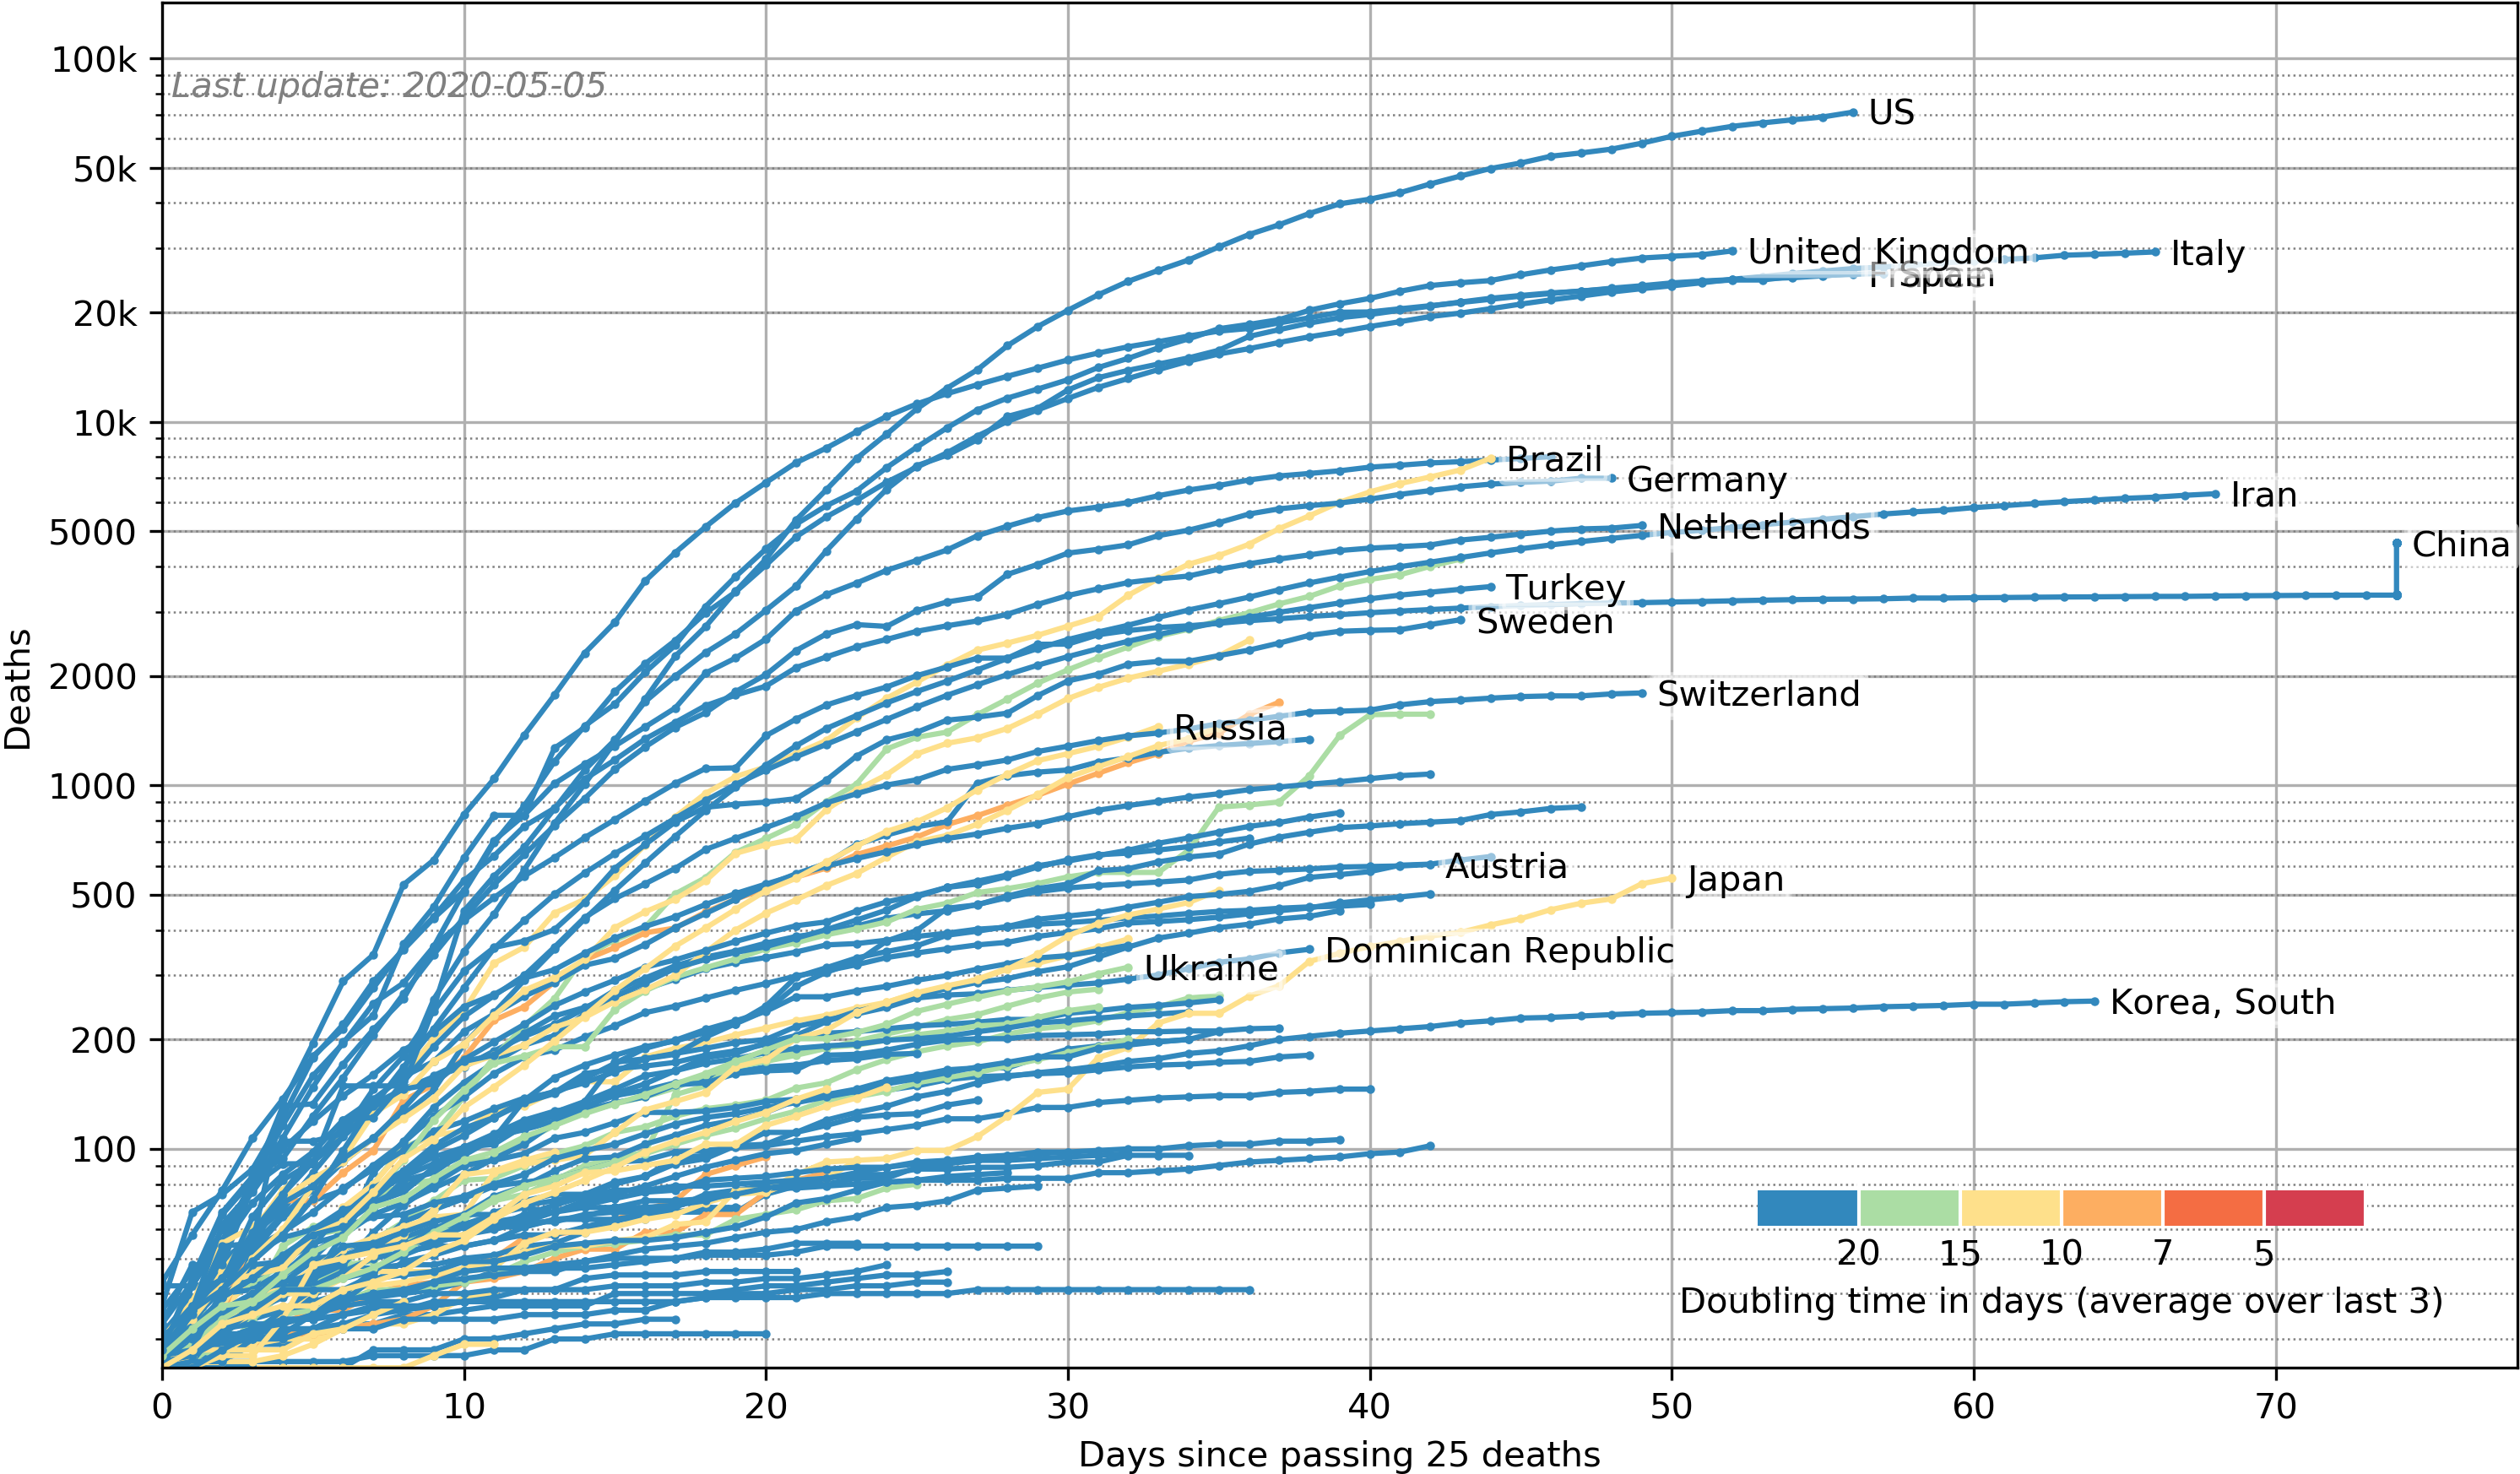 100k
Last update: 2020-05-05
US
50k
United Kingdom
Italy
Spain
20k
10k
Brazil
Germany
Iran
5000
Netherlands
China
Turkey
Sweden
Deaths
2000
Switzerland
Russia
1000
Austria
500
Japan
Dominican Republic
Ukraine
Korea, South
200
100
20 15 10 7 5
Doubling time in days (average over last 3)
0 10 20 30 40 50 60 70
Days since passing 25 deaths